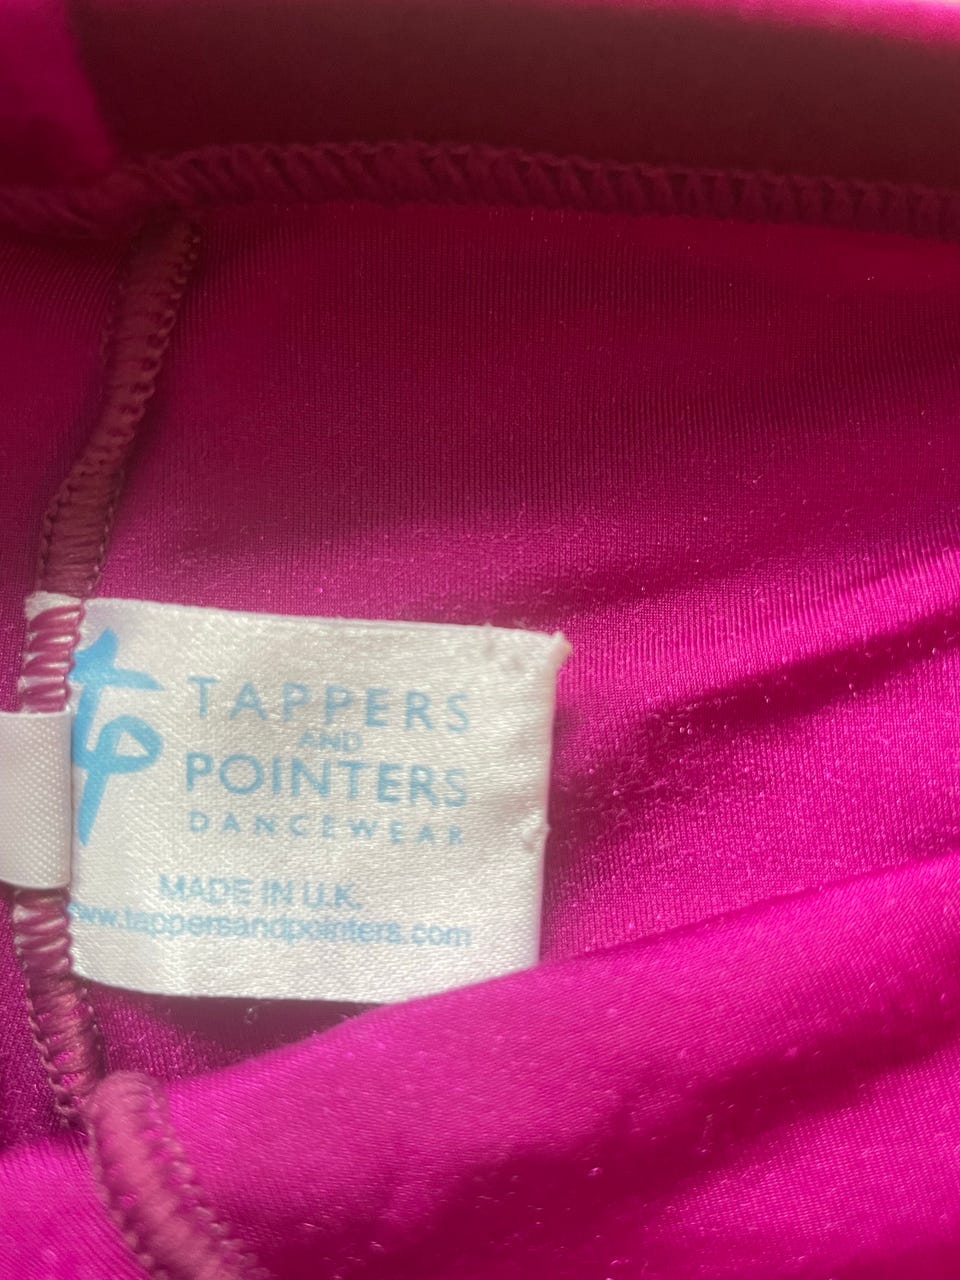 tp
TAPPERS
AND
POINTERS
DANCEWEAR
MADE IN U.K.
www.tappersandpointers.com